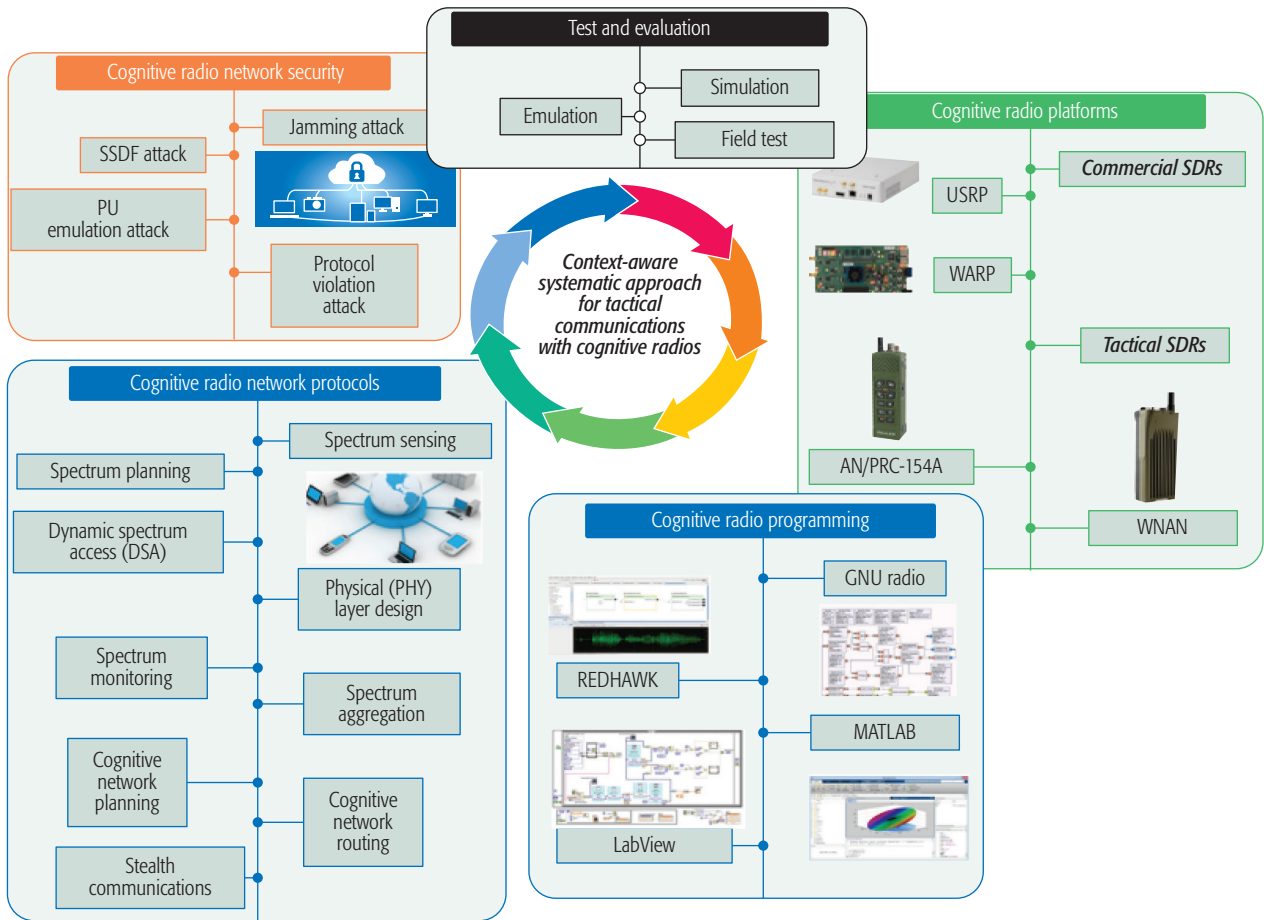 Test and evaluation
Simulation
Emulation
Field test
Cognitive radio network security
Jamming attack
SSDF attack
PU
emulation attack
Protocol
violation
attack
Cognitive radio platforms
Commercial SDRs
USRP
WARP
Tactical SDRs
AN/PRC-154A
WNAN
Context-aware
systematic approach
for tactical
communications
with cognitive radios
Cognitive radio network protocols
Spectrum sensing
Spectrum planning
Dynamic spectrum
access (DSA)
Physical (PHY)
layer design
Spectrum
monitoring
Spectrum
aggregation
Cognitive
network
planning
Cognitive
network
routing
Stealth
communications
Cognitive radio programming
GNU radio
REDHAWK
MATLAB
LabView